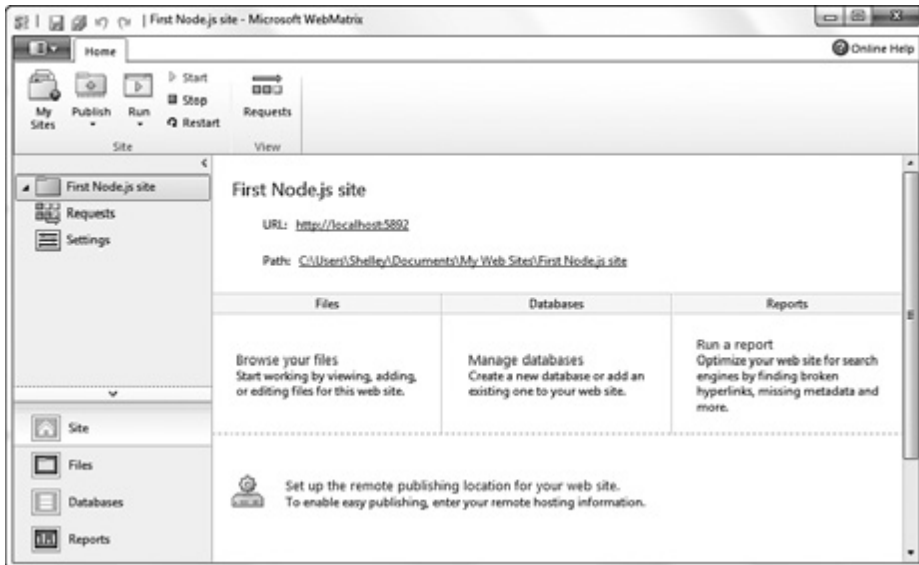 First Node.js site - Microsoft WebMatrix
Home
Online Help
My Sites
Publish
Run
Start
Stop
Restart
Requests
Site
View
First Node.js site
Requests
Settings
Site
Files
Databases
Reports
First Node.js site
URL: http://localhost:5892
Path: C:\Users\Shelley\Documents\My Web Sites\First Node.js site
Files
Databases
Reports
Browse your files
Start working by viewing, adding,
or editing files for this web site.
Manage databases
Create a new database or add an
existing one to your web site.
Run a report
Optimize your web site for search
engines by finding broken
hyperlinks, missing metadata and
more.
Set up the remote publishing location for your web site.
To enable easy publishing, enter your remote hosting information.